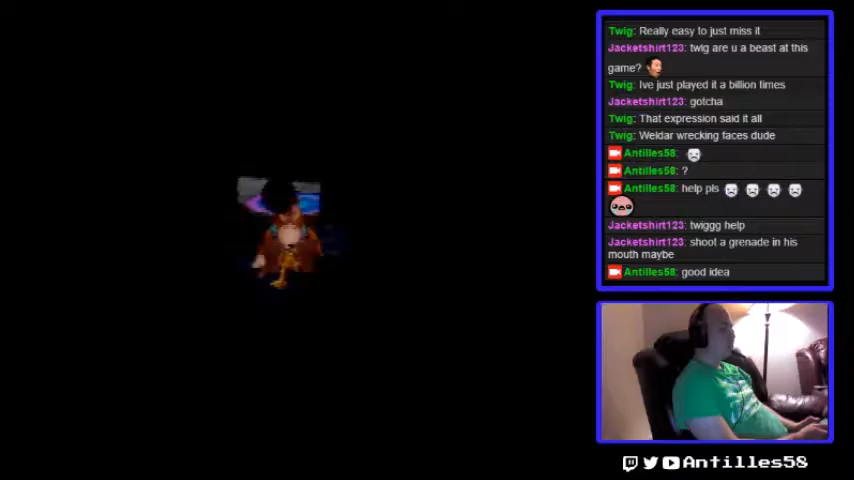 Twig: Really easy to just miss it
Jacketshirt123: twig are u a beast at this
game?
Twig: Ive just played it a billion times
Jacketshirt123: gotcha
Twig: That expression said it all
Twig: Weldar wrecking faces dude
Antilles58:
Antilles58: ?
Antilles58: help pls
Jacketshirt123: twiggg help
Jacketshirt123: shoot a grenade in his
mouth maybe
Antilles58: good idea
Antilles58